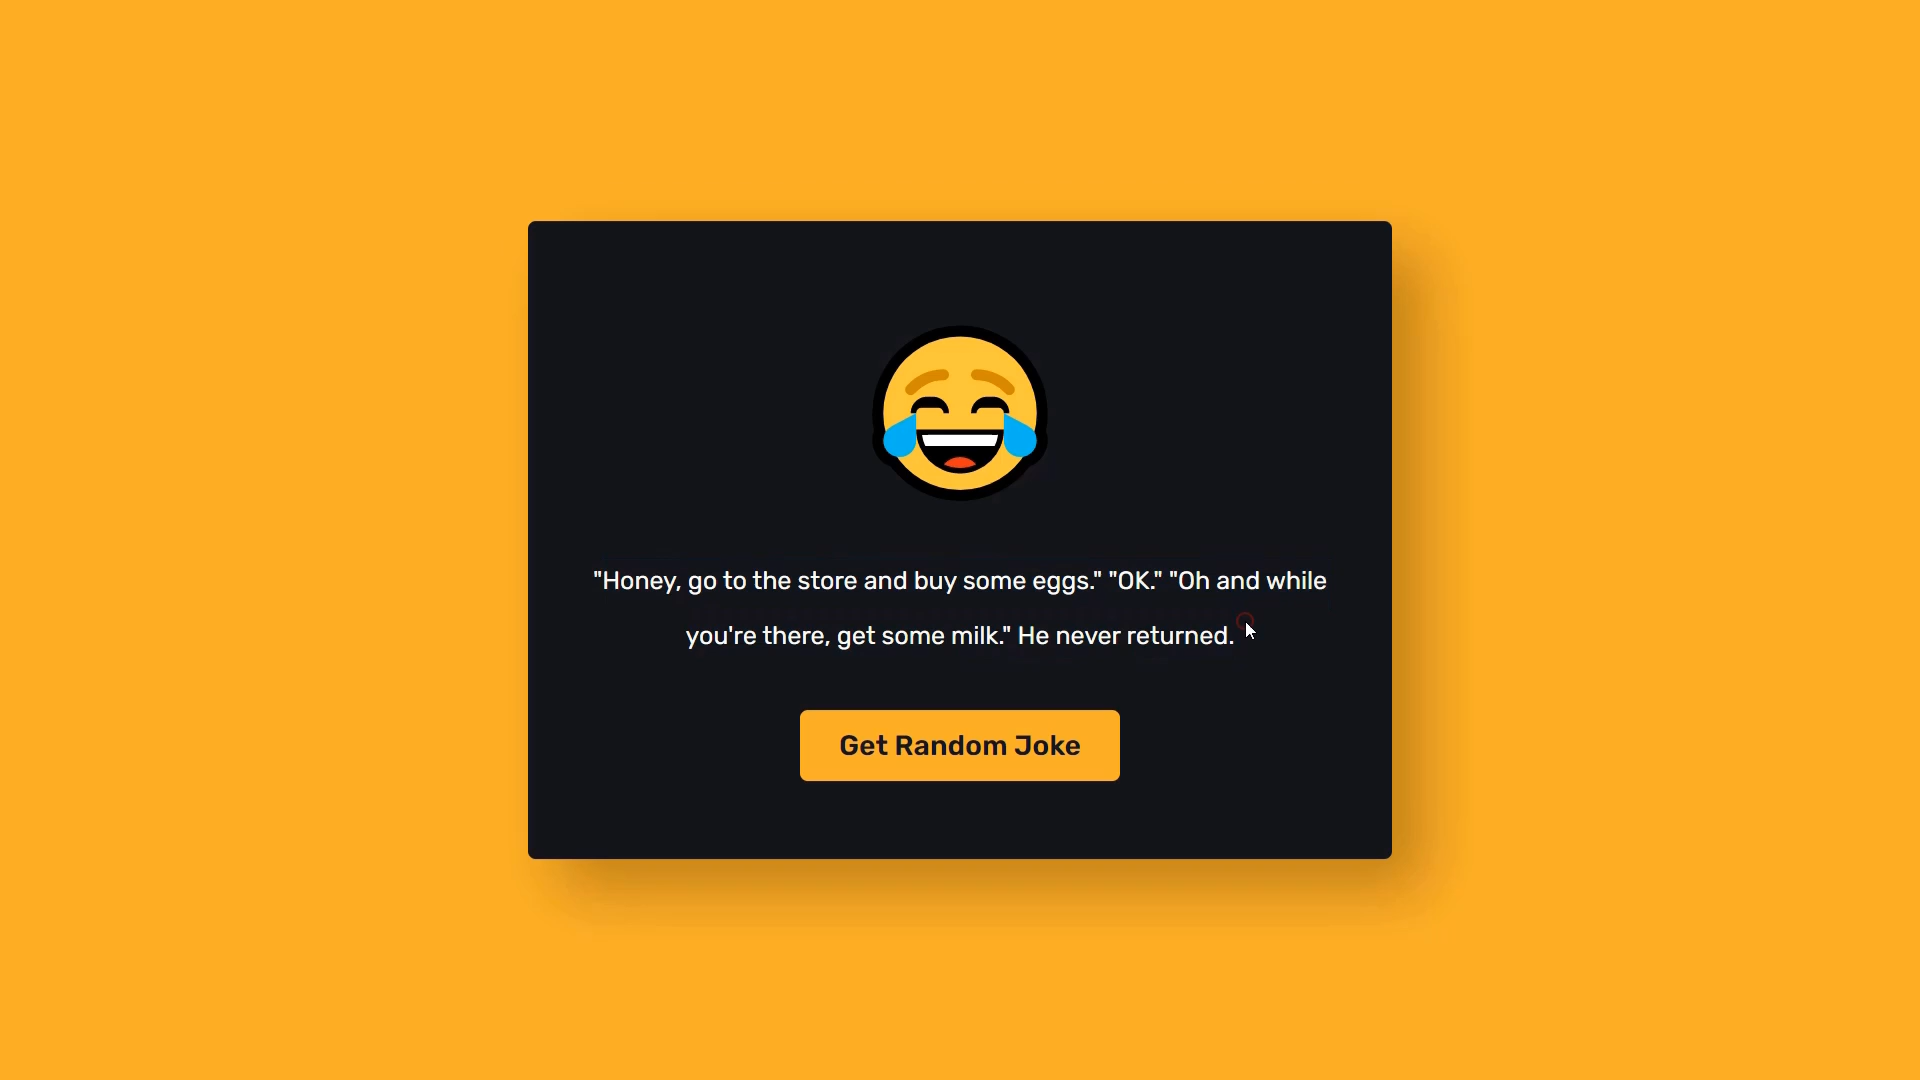 "Honey, go to the store and buy some eggs." "OK." "Oh and while
you're there, get some milk." He never returned.
Get Random Joke